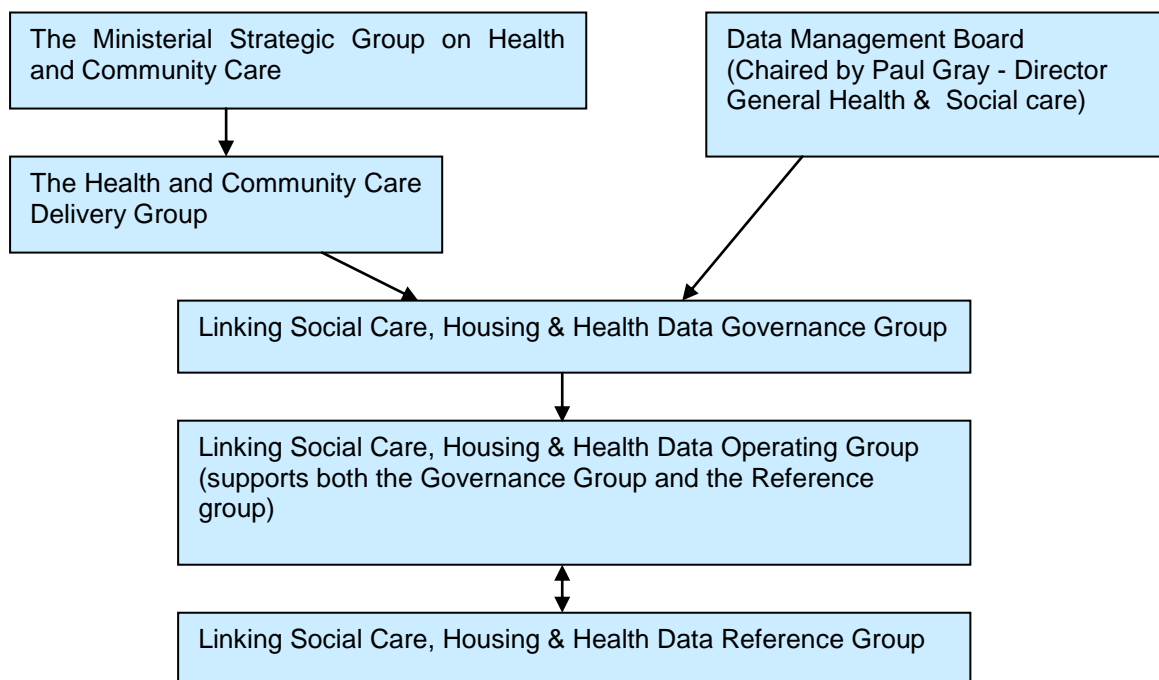 The Ministerial Strategic Group on Health
and Community Care
Data Management Board
(Chaired by Paul Gray - Director
General Health & Social care)
The Health and Community Care
Delivery Group
Linking Social Care, Housing & Health Data Governance Group
Linking Social Care, Housing & Health Data Operating Group
(supports both the Governance Group and the Reference
group)
Linking Social Care, Housing & Health Data Reference Group